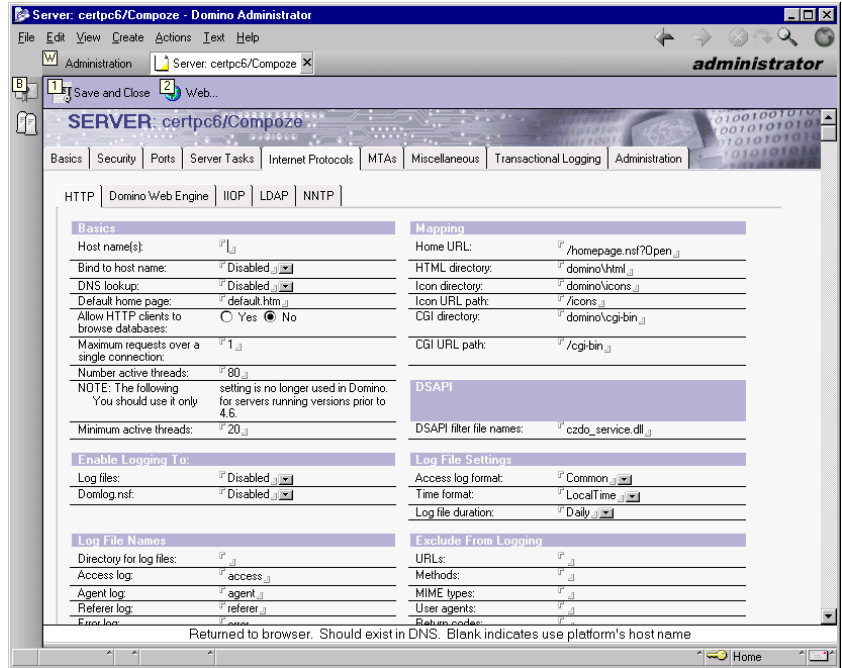 Server: certpc6/Compoze - Domino Administrator
File Edit View Create Actions Text Help
W Administration Server: certpc6/Compoze X
administrator
B 1 Save and Close 2 Web...
SERVER: certpc6/Compoze
Basics Security Ports Server Tasks Internet Protocols MTAs Miscellaneous Transactional Logging Administration
HTTP Domino Web Engine IIOP LDAP NNTP
Basics Mapping
Host name(s): Home URL: /homepage.nsf?Open
Bind to host name: Disabled HTML directory: domino\html
DNS lookup: Disabled Icon directory: domino\icons
Default home page: default.htm Icon URL path: /icons
Allow HTTP clients to Yes No CGI directory: domino\cgi-bin
browse databases:
Maximum requests over a 1 CGI URL path: /cgi-bin
single connection:
Number active threads: 80
NOTE: The following setting is no longer used in Domino. DSAPI
You should use it only for servers running versions prior to
4.6.
Minimum active threads: 20 DSAPI filter file names: czdo_service.dll
Enable Logging To: Log File Settings
Log files: Disabled Access log format: Common
Domlog.nsf: Disabled Time format: LocalTime
Log file duration: Daily
Log File Names Exclude From Logging
Directory for log files: URLs:
Access log: access Methods:
Agent log: agent MIME types:
Referer log: referer User agents:
Error log: error Return codes:
Returned to browser. Should exist in DNS. Blank indicates use platform's host name
Home